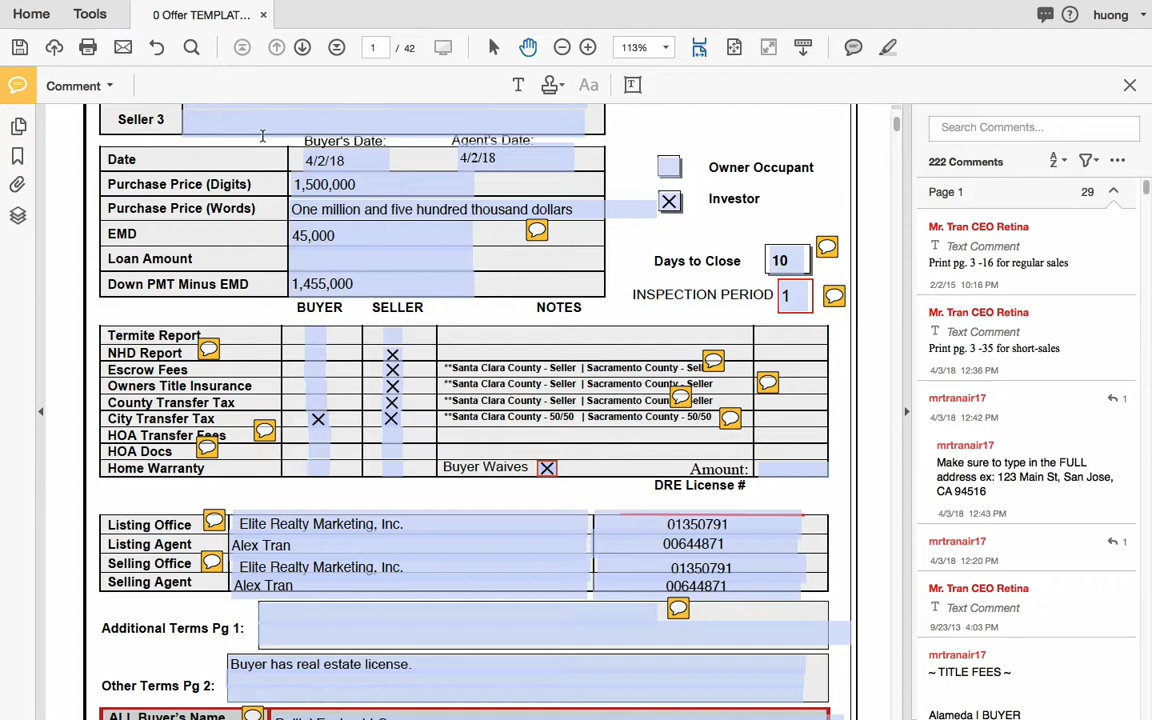 Home Tools 0 Offer TEMPLAT... × huong
1 / 42 113%
Comment T Aa T
Seller 3
Buyer's Date: Agent's Date:
Date 4/2/18 4/2/18
Purchase Price (Digits) 1,500,000
Purchase Price (Words) One million and five hundred thousand dollars
EMD 45,000
Loan Amount
Down PMT Minus EMD 1,455,000
Owner Occupant
Investor
Days to Close 10
INSPECTION PERIOD 1
BUYER SELLER NOTES
Termite Report
NHD Report
Escrow Fees **Santa Clara County - Seller | Sacramento County - Sel
Owners Title Insurance **Santa Clara County - Seller | Sacramento County - Seller
County Transfer Tax **Santa Clara County - Seller | Sacramento County eller
City Transfer Tax **Santa Clara County - 50/50 | Sacramento County - 50/50
HOA Transfer Fees
HOA Docs
Home Warranty Buyer Waives Amount:
DRE License #
Listing Office Elite Realty Marketing, Inc. 01350791
Listing Agent Alex Tran 00644871
Selling Office Elite Realty Marketing, Inc. 01350791
Selling Agent Alex Tran 00644871
Additional Terms Pg 1:
Other Terms Pg 2: Buyer has real estate license.
ALL Buyer's Name
Search Comments...
222 Comments
Page 1 29
Mr. Tran CEO Retina
T Text Comment
Print pg. 3 -16 for regular sales
2/2/15 10:16 PM
Mr. Tran CEO Retina
T Text Comment
Print pg. 3 -35 for short-sales
4/3/18 12:36 PM
mrtranair17 1
4/3/18 12:42 PM
mrtranair17
Make sure to type in the FULL
address ex: 123 Main St, San Jose,
CA 94516
4/3/18 12:43 PM
mrtranair17 1
4/3/18 12:20 PM
Mr. Tran CEO Retina
T Text Comment
9/23/13 4:03 PM
mrtranair17
~ TITLE FEES ~
Alameda | BUYER